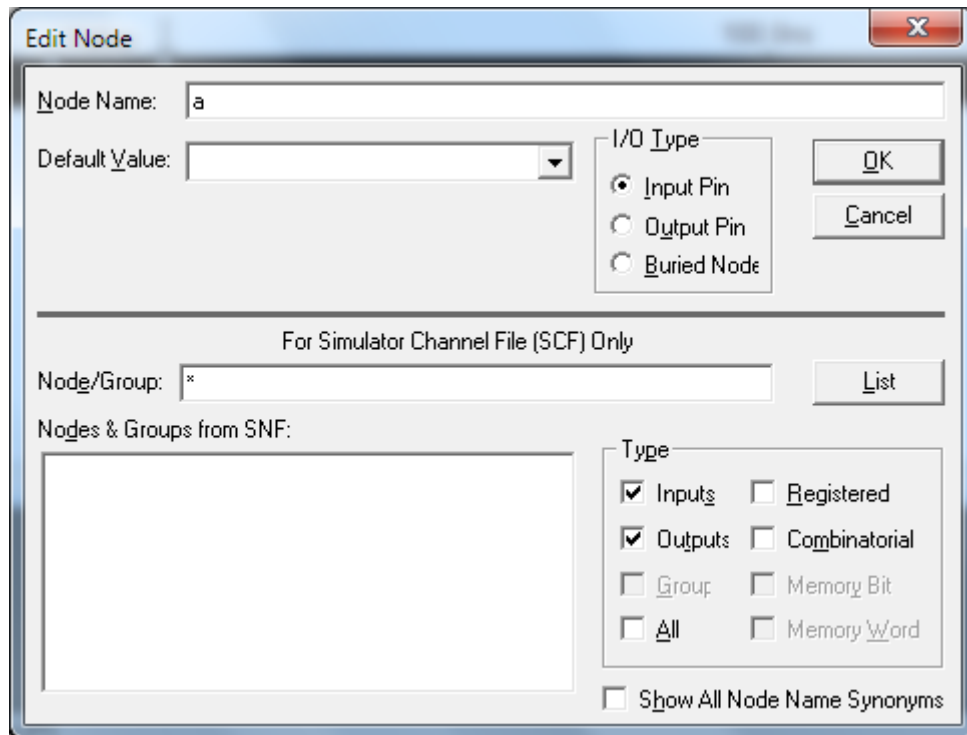 Edit Node
Node Name: a
Default Value:
I/O Type
Input Pin
Output Pin
Buried Node
OK
Cancel
For Simulator Channel File (SCF) Only
Node/Group: *
List
Nodes & Groups from SNF:
Type
Inputs Registered
Outputs Combinatorial
Group Memory Bit
All Memory Word
Show All Node Name Synonyms